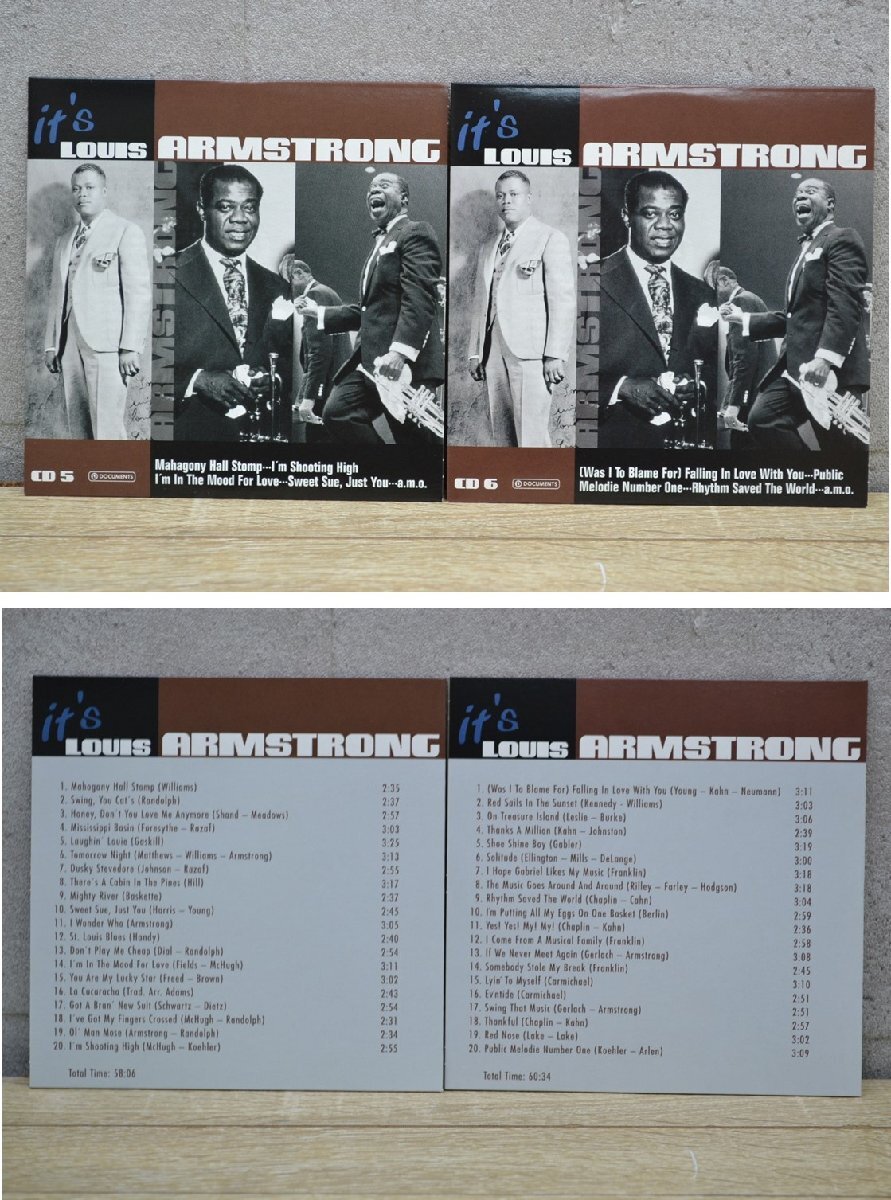 it's
LOUIS ARMSTRONG
ARMSTRONG
CD 5
DOCUMENTS
Mahagony Hall Stomp···I´m Shooting High
I´m In The Mood For Love···Sweet Sue, Just You···a.m.o.
it's
LOUIS ARMSTRONG
ARMSTRONG
CD 6
DOCUMENTS
(Was I To Blame For) Falling In Love With You···Public
Melodie Number One···Rhythm Saved The World···a.m.o.
it's
LOUIS ARMSTRONG
1. Mahagony Hall Stomp (Williams) 2:35
2. Swing, You Cat's (Randolph) 2:37
3. Honey, Don't You Love Me Anymore (Shand – Meadows) 2:57
4. Mississippi Basin (Fornsythe – Razaf) 3:03
5. Laughin' Louie (Gaskill) 3:25
6. Tomorrow Night (Matthews – Williams – Armstrong) 3:13
7. Dusky Stevedore (Johnson – Razaf) 2:55
8. There's A Cabin In The Pines (Hill) 3:17
9. Mighty River (Baskette) 2:37
10. Sweet Sue, Just You (Harris – Young) 2:45
11. I Wonder Who (Armstrong) 3:05
12. St. Louis Blues (Handy) 2:40
13. Don't Play Me Cheap (Dial – Randolph) 2:54
14. I'm In The Mood For Love (Fields – McHugh) 3:11
15. You Are My Lucky Star (Freed – Brown) 3:02
16. La Cucaracha (Trad. Arr. Adams) 2:43
17. Got A Bran' New Suit (Schwartz – Dietz) 2:54
18. I've Got My Fingers Crossed (McHugh – Randolph) 2:31
19. Ol' Man Mose (Armstrong – Randolph) 2:34
20. I'm Shooting High (McHugh – Koehler) 2:55
Total Time: 58:06
it's
LOUIS ARMSTRONG
1. (Was I To Blame For) Falling In Love With You (Young – Kahn – Neumann) 3:11
2. Red Sails In The Sunset (Kennedy - Williams) 3:03
3. On Treasure Island (Leslie – Burke) 3:06
4. Thanks A Million (Kahn – Johnston) 2:39
5. Shoe Shine Boy (Gabler) 3:19
6. Solitude (Ellington – Mills – DeLange) 3:00
7. I Hope Gabriel Likes My Music (Franklin) 3:18
8. The Music Goes Around And Around (Rilley – Farley – Hodgson) 3:18
9. Rhythm Saved The World (Chaplin – Cahn) 3:04
10. I'm Putting All My Eggs On One Basket (Berlin) 2:59
11. Yes! Yes! My! My! (Chaplin – Kahn) 2:36
12. I Come From A Musical Family (Franklin) 2:58
13. If We Never Meet Again (Gerlach – Armstrong) 3:08
14. Somebody Stole My Break (Franklin) 2:45
15. Lyin' To Myself (Carmichael) 3:10
16. Eventide (Carmichael) 2:51
17. Swing That Music (Gerlach – Armstrong) 2:51
18. Thankful (Chaplin – Kahn) 2:57
19. Red Nose (Lake – Lake) 3:02
20. Public Melodie Number One (Koehler – Arlen) 3:09
Total Time: 60:34